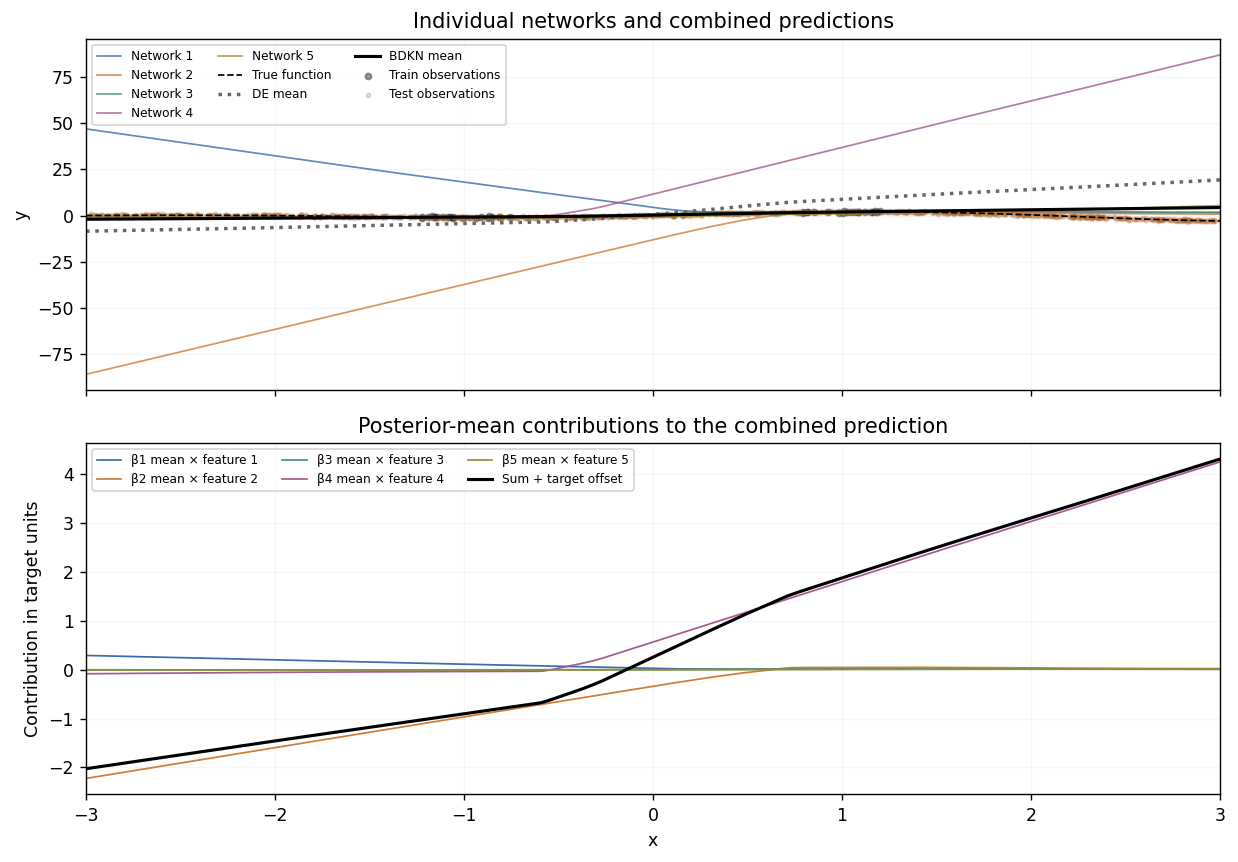 Individual networks and combined predictions
Network 1
Network 2
Network 3
Network 4
Network 5
True function
DE mean
BDKN mean
Train observations
Test observations
75
50
25
0
−25
−50
−75
y
Posterior-mean contributions to the combined prediction
β1 mean × feature 1
β2 mean × feature 2
β3 mean × feature 3
β4 mean × feature 4
β5 mean × feature 5
Sum + target offset
4
3
2
1
0
−1
−2
Contribution in target units
−3 −2 −1 0 1 2 3
x